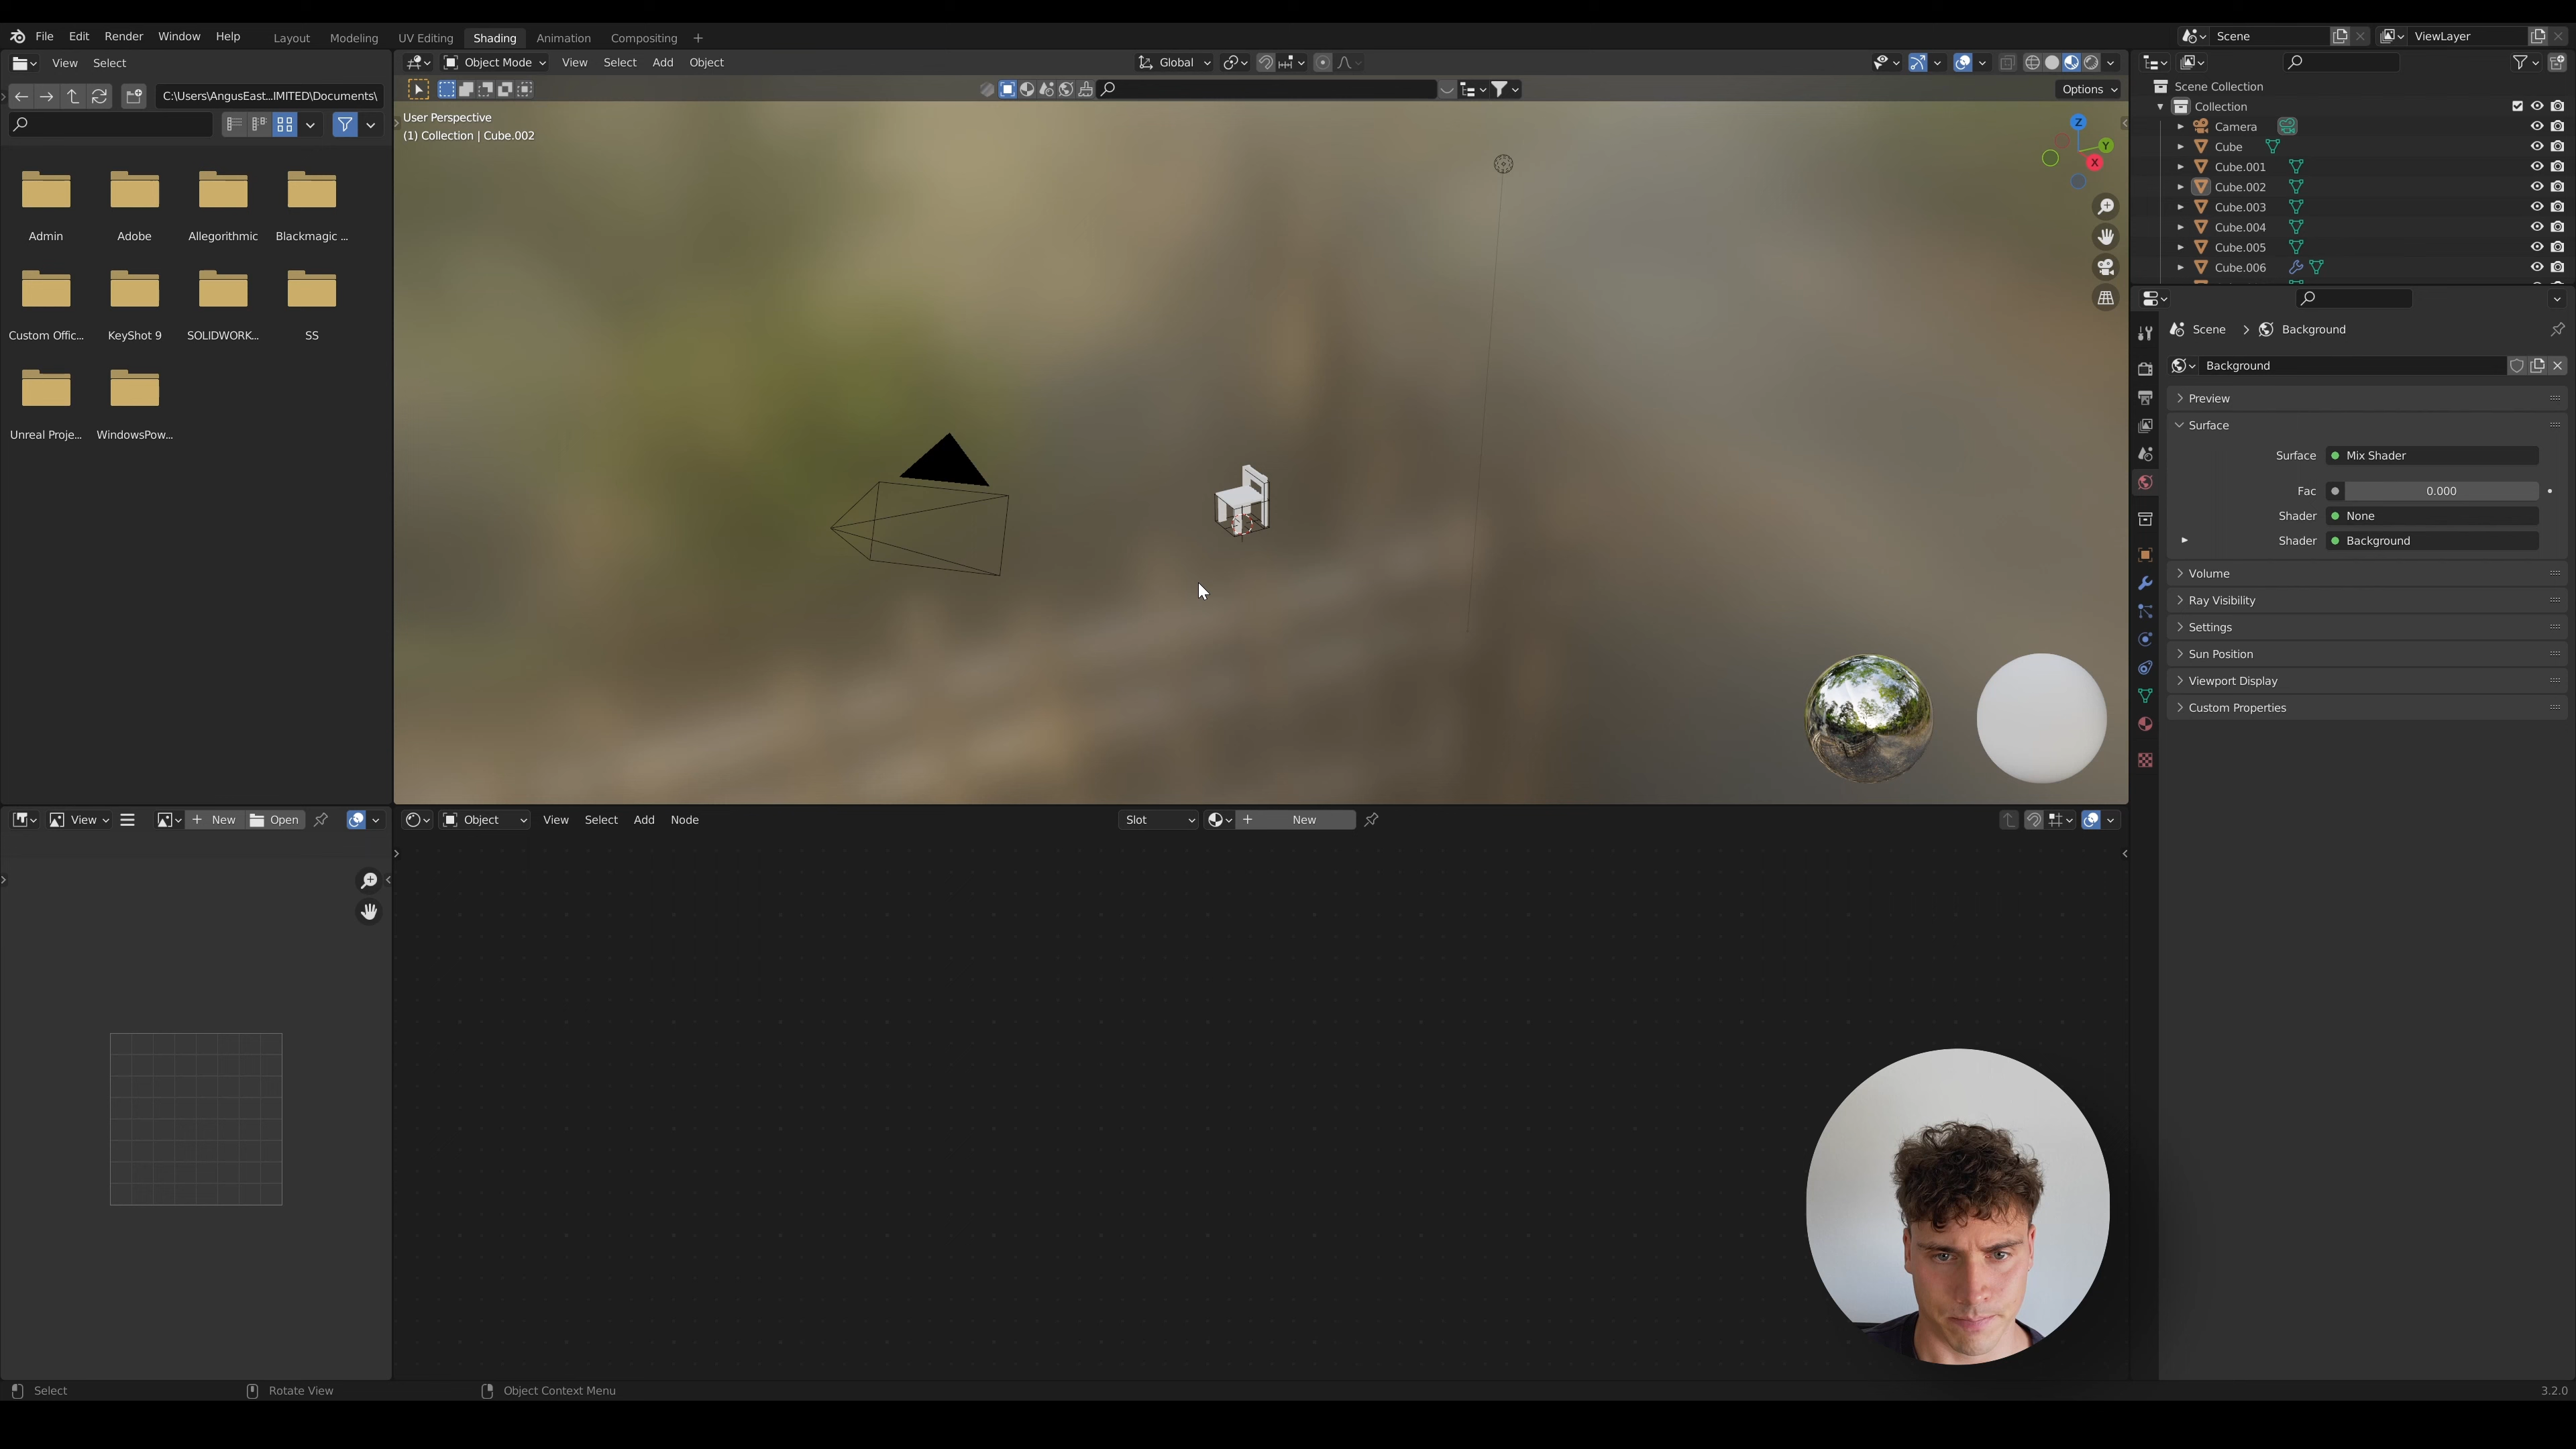 File Edit Render Window Help Layout Modeling UV Editing Shading Animation Compositing + Scene ViewLayer
View Select
C:\Users\AngusEast...IMITED\Documents\
Admin Adobe Allegorithmic Blackmagic ...
Custom Offic... KeyShot 9 SOLIDWORK... SS
Unreal Proje... WindowsPow...
Object Mode View Select Add Object Global
Options
User Perspective
(1) Collection | Cube.002
Z
Y
X
Scene Collection
Collection
Camera
Cube
Cube.001
Cube.002
Cube.003
Cube.004
Cube.005
Cube.006
Scene > Background
Background
Preview
Surface
Surface Mix Shader
Fac 0.000
Shader None
Shader Background
Volume
Ray Visibility
Settings
Sun Position
Viewport Display
Custom Properties
View + New Open
Object View Select Add Node Slot + New
Select Rotate View Object Context Menu 3.2.0